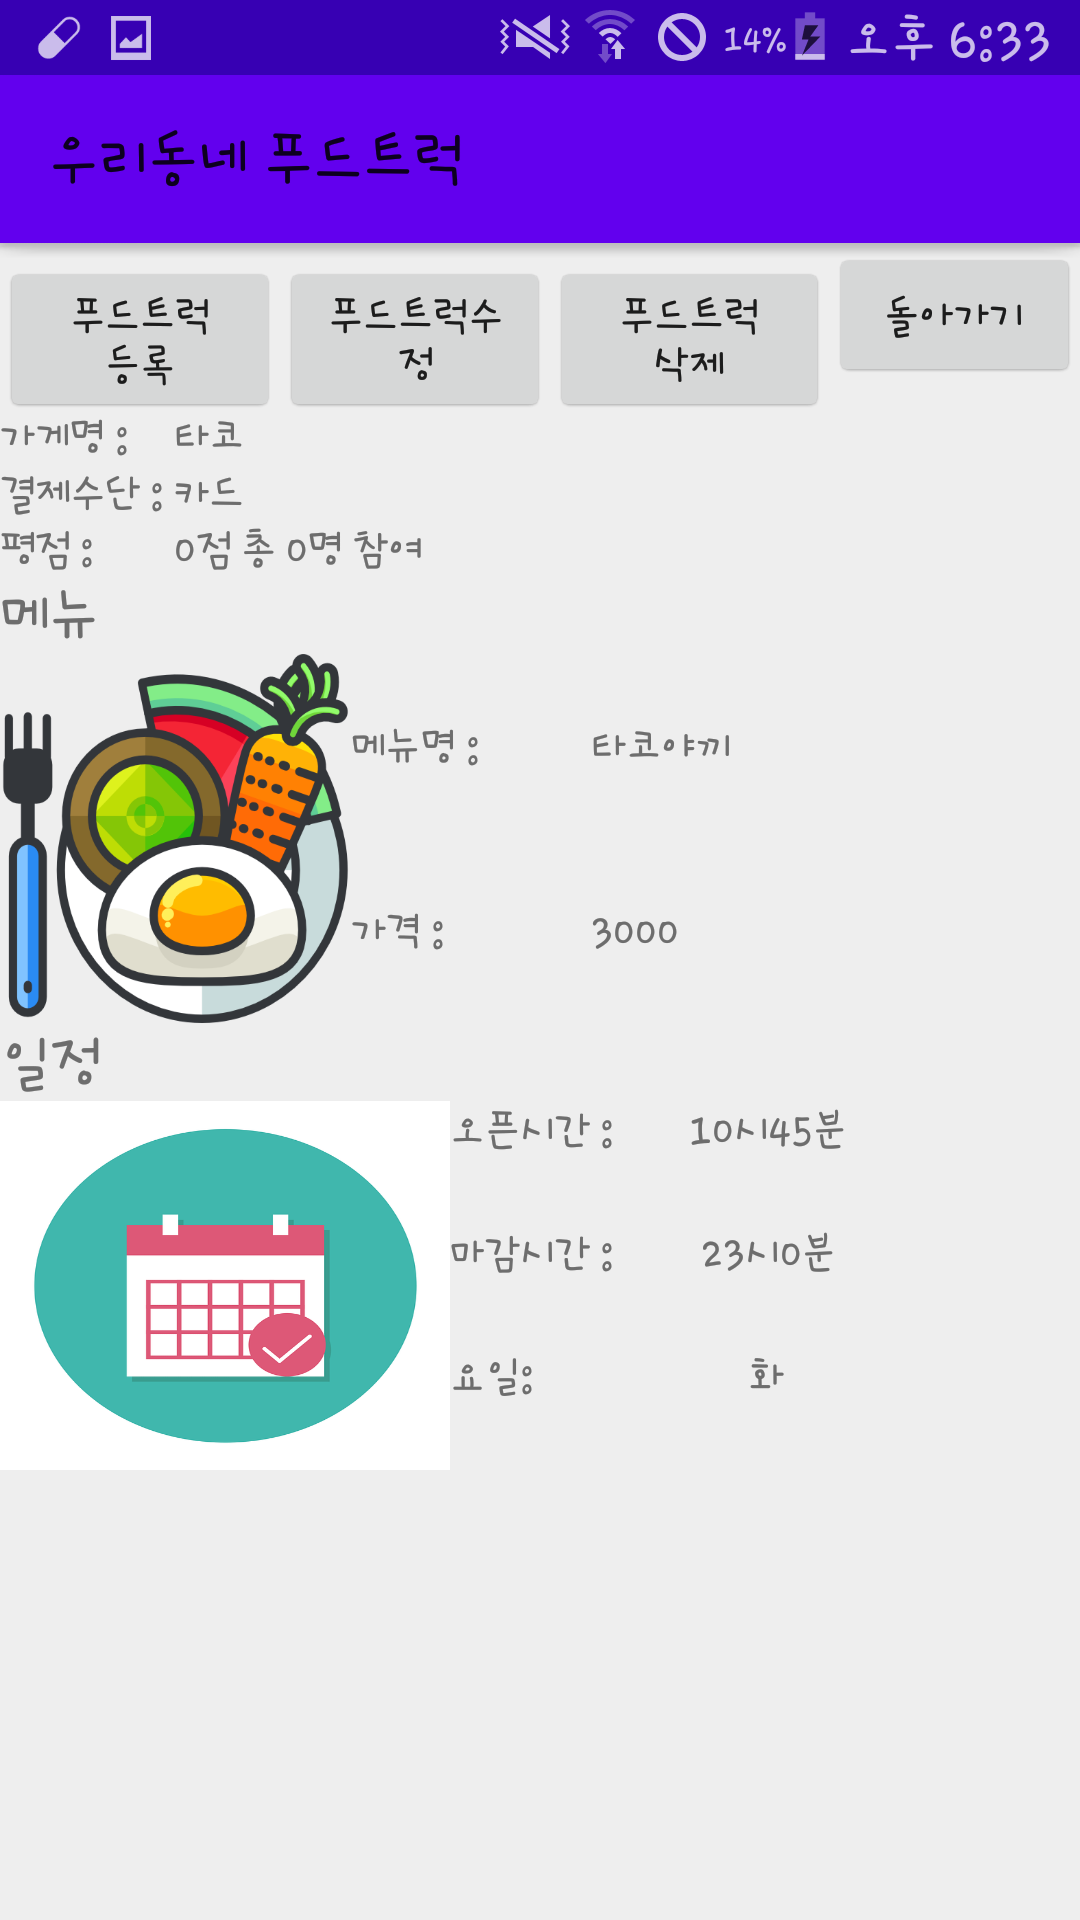 14% 오후 6:33
우리동네 푸드트럭
푸드트럭
등록
푸드트럭수
정
푸드트럭
삭제
돌아가기
가게명 : 타코
결제수단 : 카드
평점 : 0점 총 0명 참여
메뉴
메뉴명 : 타코야끼
가격 : 3000
일정
오픈시간 : 10시45분
마감시간 : 23시0분
요일: 화